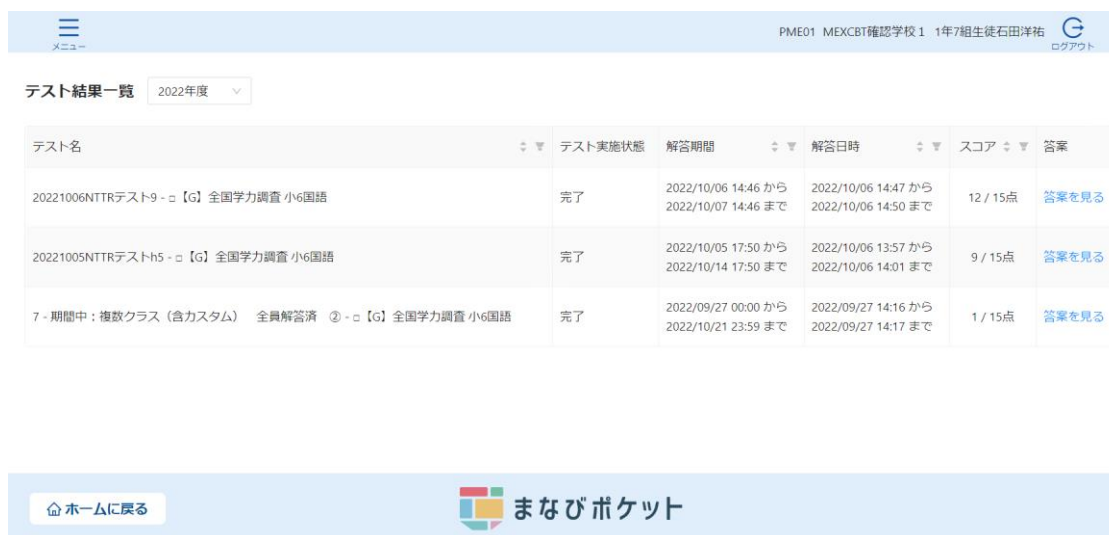 メニュー
PME01 MEXCBT確認学校１ 1年7組生徒石田洋祐
ログアウト
テスト結果一覧 2022年度
テスト名 テスト実施状態 解答期間 解答日時 スコア 答案
20221006NTTRテスト9 - □【G】全国学力調査 小6国語 完了 2022/10/06 14:46 から 2022/10/06 14:47 から 12 / 15点 答案を見る
2022/10/07 14:46 まで 2022/10/06 14:50 まで
20221005NTTRテストh5 - □【G】全国学力調査 小6国語 完了 2022/10/05 17:50 から 2022/10/06 13:57 から 9 / 15点 答案を見る
2022/10/14 17:50 まで 2022/10/06 14:01 まで
7 - 期間中：複数クラス（含カスタム） 全員解答済 ② - □【G】全国学力調査 小6国語 完了 2022/09/27 00:00 から 2022/09/27 14:16 から 1 / 15点 答案を見る
2022/10/21 23:59 まで 2022/09/27 14:17 まで
ホームに戻る
まなびポケット